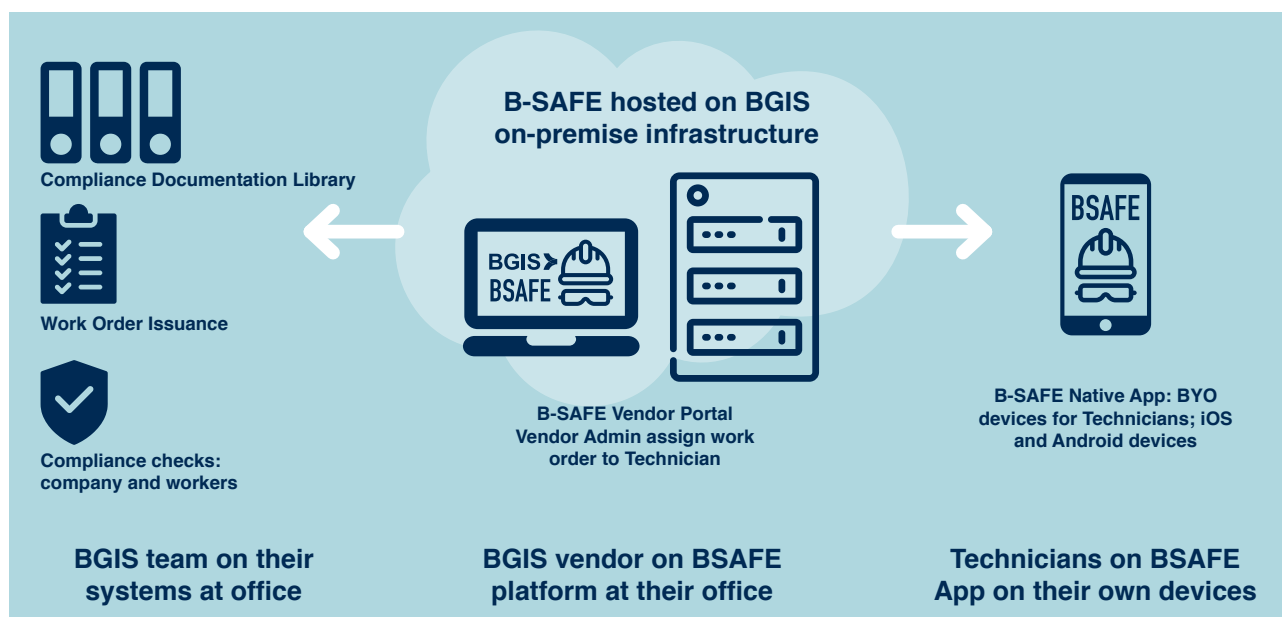 B-SAFE hosted on BGIS
on-premise infrastructure
Compliance Documentation Library
Work Order Issuance
Compliance checks:
company and workers
BGIS
BSAFE
B-SAFE Vendor Portal
Vendor Admin assign work
order to Technician
BSAFE
B-SAFE Native App: BYO
devices for Technicians; iOS
and Android devices
BGIS team on their
systems at office
BGIS vendor on BSAFE
platform at their office
Technicians on BSAFE
App on their own devices